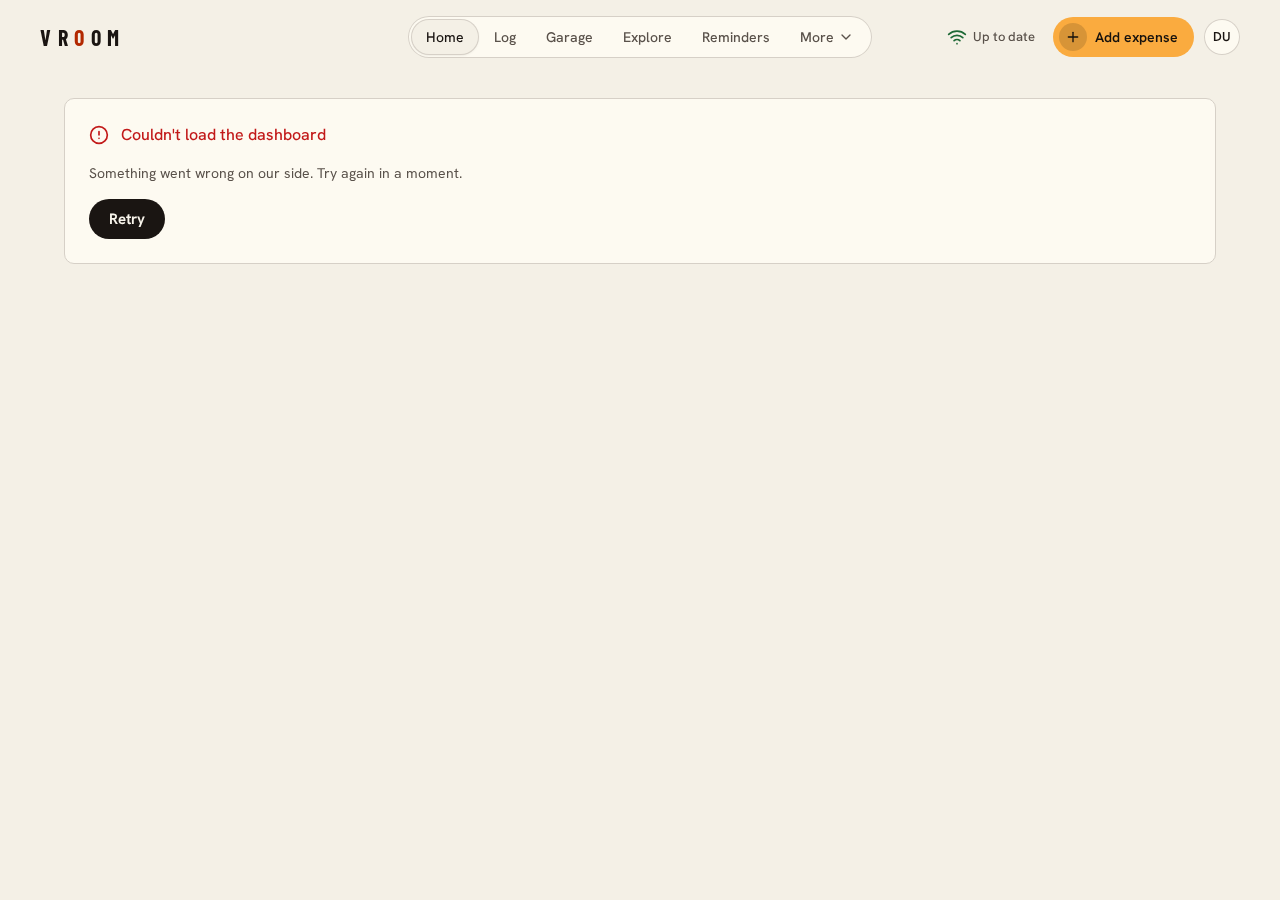 VROOM
Home Log Garage Explore Reminders More
Up to date
Add expense
DU
Couldn't load the dashboard
Something went wrong on our side. Try again in a moment.
Retry